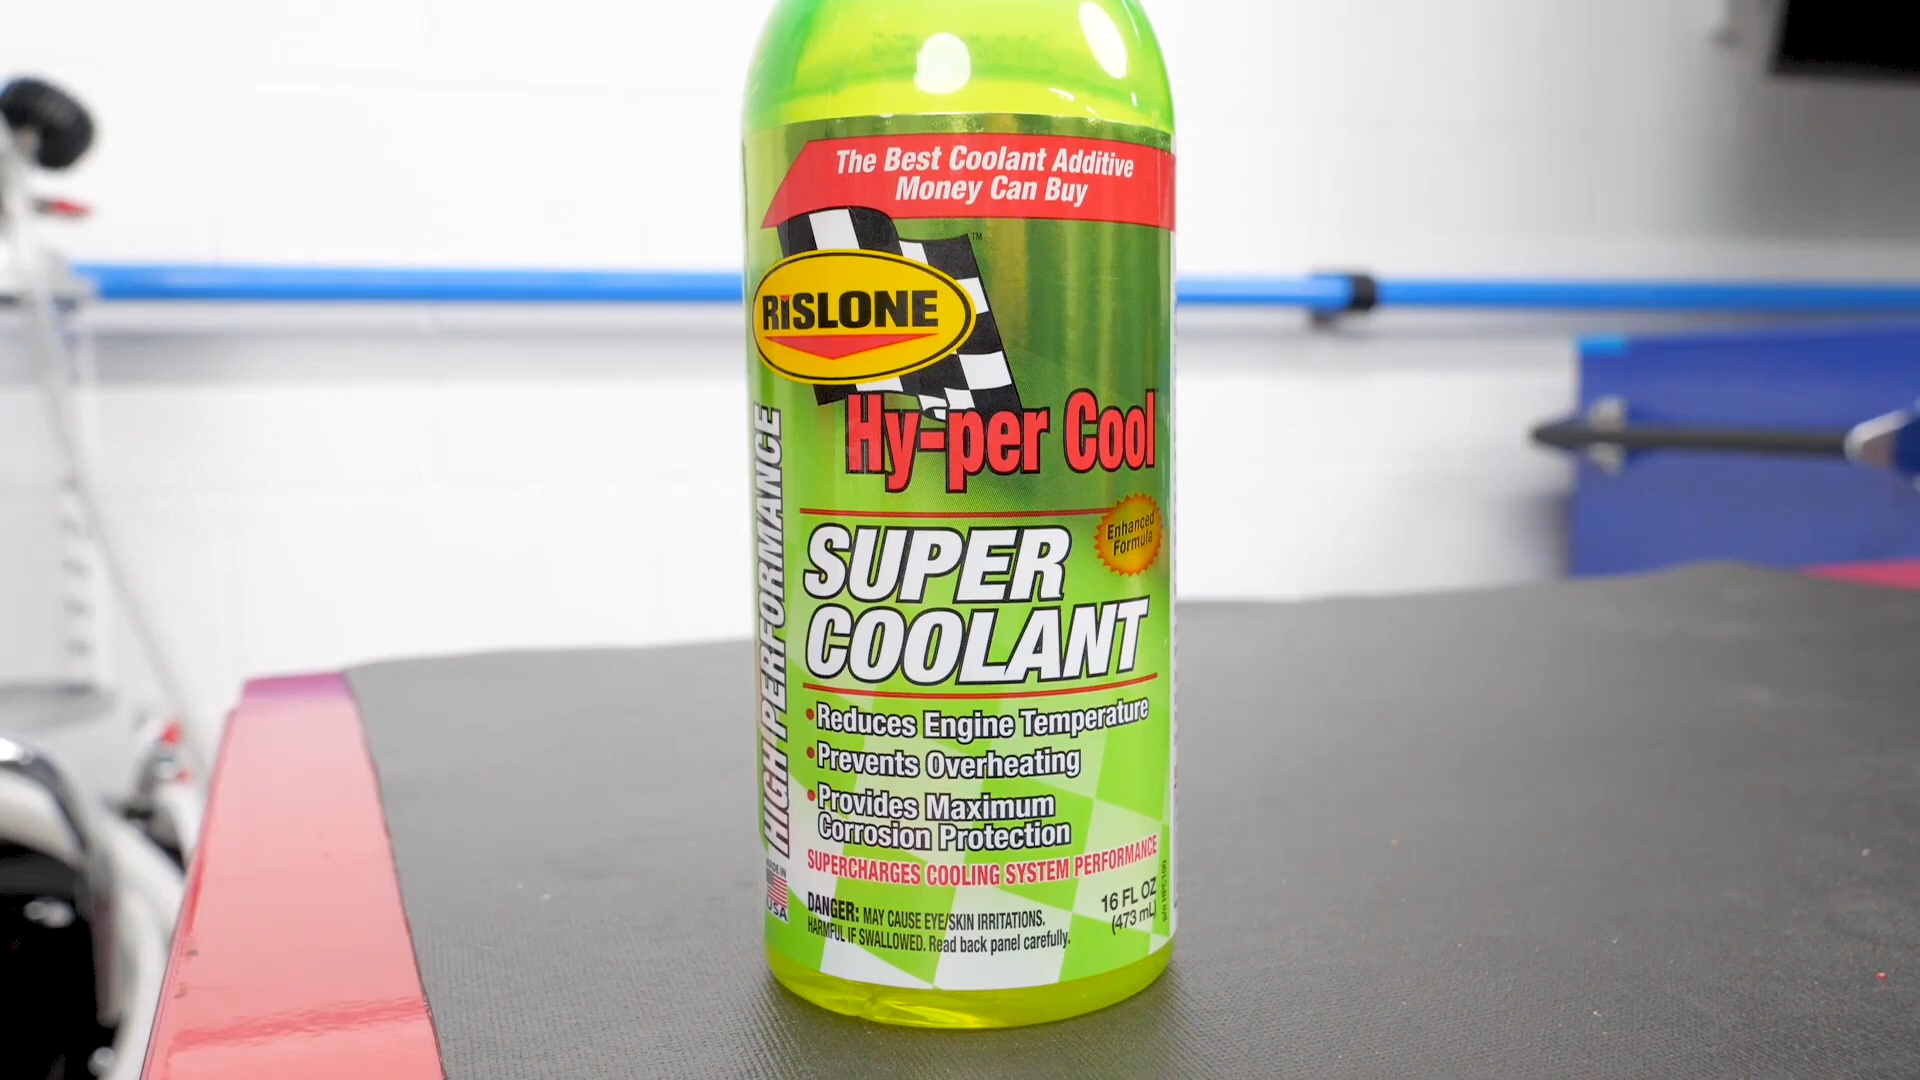 The Best Coolant Additive
Money Can Buy
TM
RiSLONE
Hy-per Cool
Enhanced
Formula
SUPER
COOLANT
HIGH PERFORMANCE
•Reduces Engine Temperature
•Prevents Overheating
•Provides Maximum
Corrosion Protection
SUPERCHARGES COOLING SYSTEM PERFORMANCE
MADE IN
USA
DANGER: MAY CAUSE EYE/SKIN IRRITATIONS.
HARMFUL IF SWALLOWED. Read back panel carefully.
16 FL OZ
(473 mL)
p/n HPC100